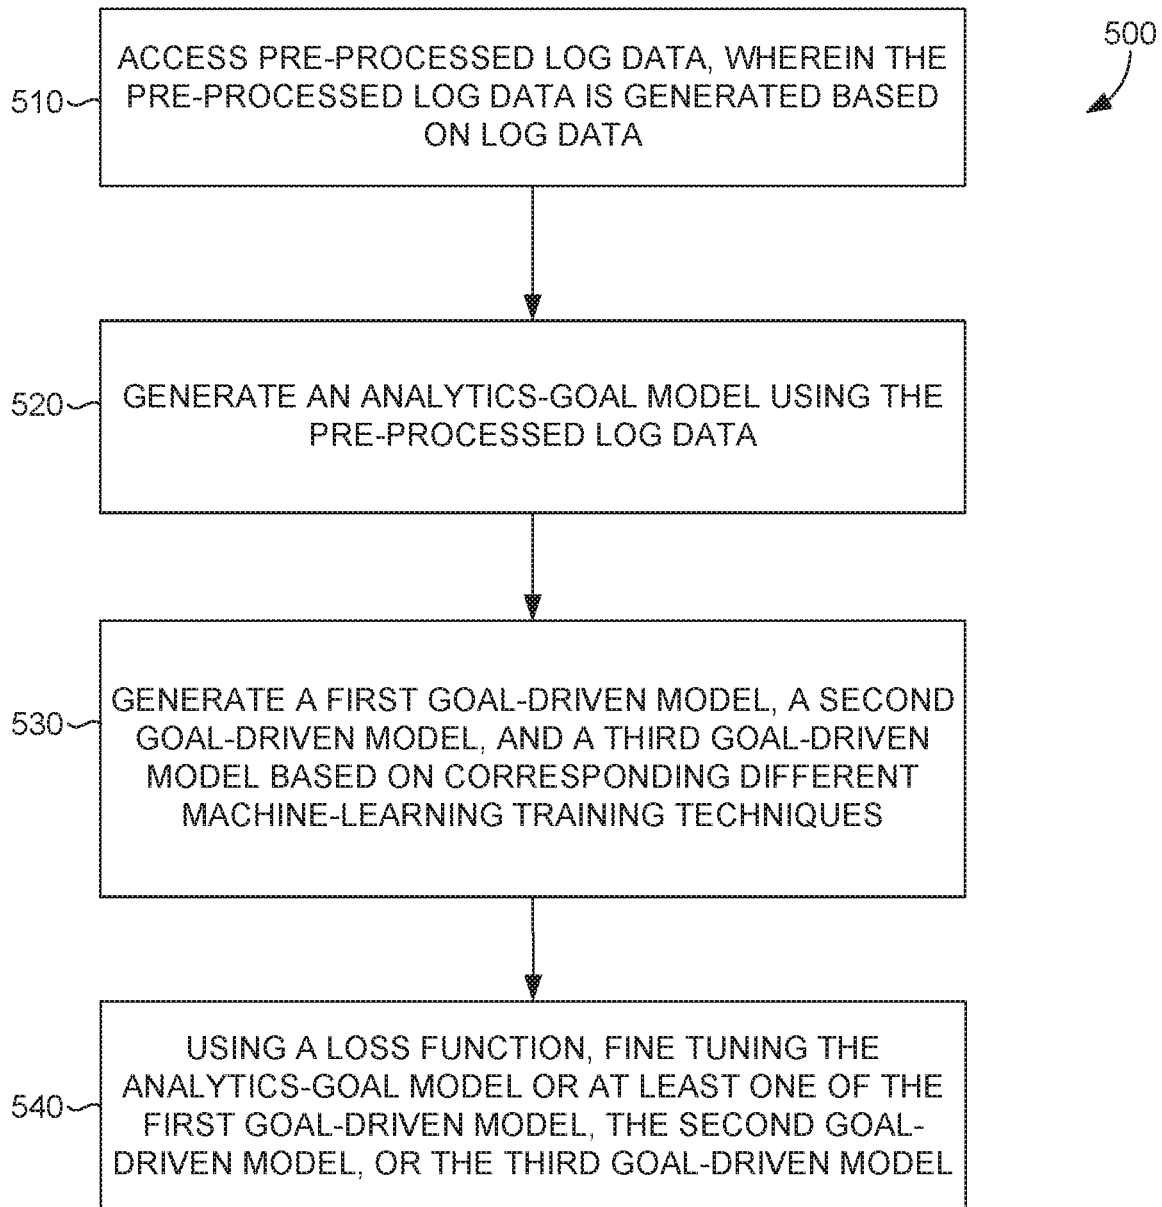 500
ACCESS PRE-PROCESSED LOG DATA, WHEREIN THE
PRE-PROCESSED LOG DATA IS GENERATED BASED
ON LOG DATA
510
GENERATE AN ANALYTICS-GOAL MODEL USING THE
PRE-PROCESSED LOG DATA
520
GENERATE A FIRST GOAL-DRIVEN MODEL, A SECOND
GOAL-DRIVEN MODEL, AND A THIRD GOAL-DRIVEN
MODEL BASED ON CORRESPONDING DIFFERENT
MACHINE-LEARNING TRAINING TECHNIQUES
530
USING A LOSS FUNCTION, FINE TUNING THE
ANALYTICS-GOAL MODEL OR AT LEAST ONE OF THE
FIRST GOAL-DRIVEN MODEL, THE SECOND GOAL-
DRIVEN MODEL, OR THE THIRD GOAL-DRIVEN MODEL
540